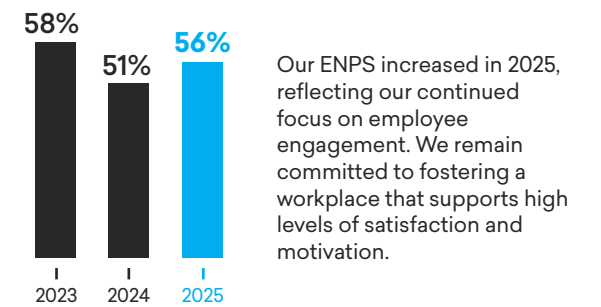 58%
51%
56%
2023
2024
2025
Our ENPS increased in 2025,
reflecting our continued
focus on employee
engagement. We remain
committed to fostering a
workplace that supports high
levels of satisfaction and
motivation.